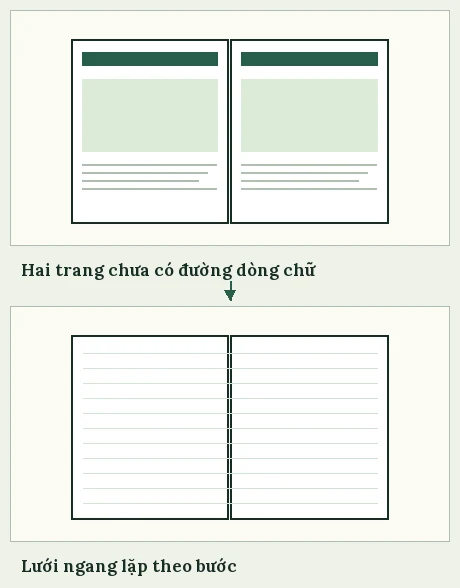 Hai trang chưa có đường dòng chữ
Lưới ngang lặp theo bước